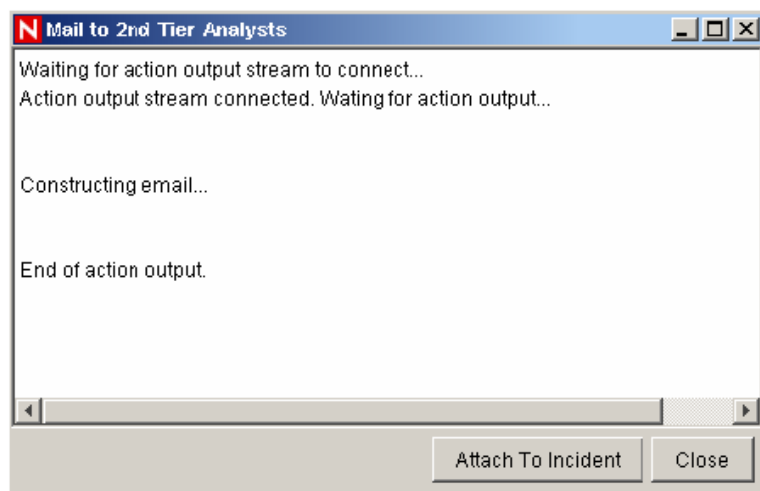 N Mail to 2nd Tier Analysts
Waiting for action output stream to connect...
Action output stream connected. Wating for action output...
Constructing email...
End of action output.
Attach To Incident
Close